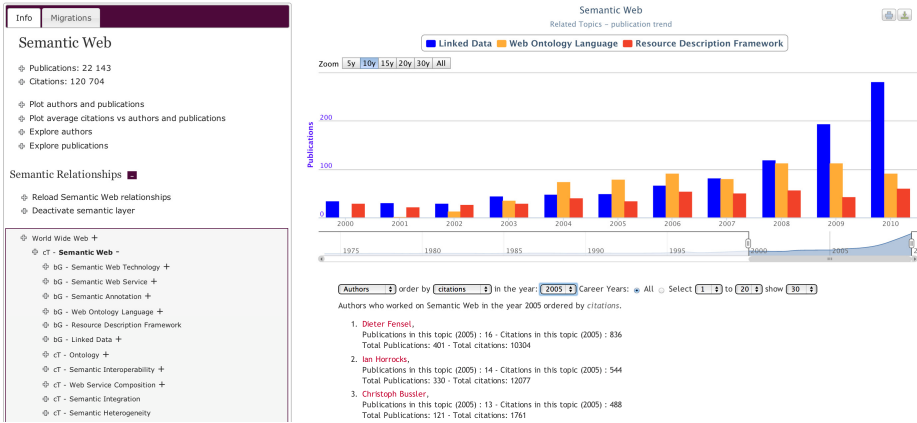 Info Migrations
Semantic Web
Publications: 22 143
Citations: 120 704
Plot authors and publications
Plot average citations vs authors and publications
Explore authors
Explore publications
Semantic Relationships -
Reload Semantic Web relationships
Deactivate semantic layer
World Wide Web +
cT - Semantic Web -
bG - Semantic Web Technology +
bG - Semantic Web Service +
bG - Semantic Annotation +
bG - Web Ontology Language +
bG - Resource Description Framework
bG - Linked Data +
cT - Ontology +
cT - Semantic Interoperability +
cT - Web Service Composition +
cT - Semantic Integration
cT - Semantic Heterogeneity
Semantic Web
Related Topics - publication trend
Linked Data Web Ontology Language Resource Description Framework
Zoom 5y 10y 15y 20y 30y All
Publications
200
100
0
2000 2001 2002 2003 2004 2005 2006 2007 2008 2009 2010
1975 1980 1985 1990 1995 2000 2005 2
Authors order by citations in the year: 2005 Career Years: All Select 1 to 20 show 30
Authors who worked on Semantic Web in the year 2005 ordered by citations.
1. Dieter Fensel,
Publications in this topic (2005) : 16 - Citations in this topic (2005) : 836
Total Publications: 401 - Total citations: 10304
2. Ian Horrocks,
Publications in this topic (2005) : 14 - Citations in this topic (2005) : 544
Total Publications: 330 - Total citations: 12077
3. Christoph Bussler,
Publications in this topic (2005) : 13 - Citations in this topic (2005) : 488
Total Publications: 121 - Total citations: 1761